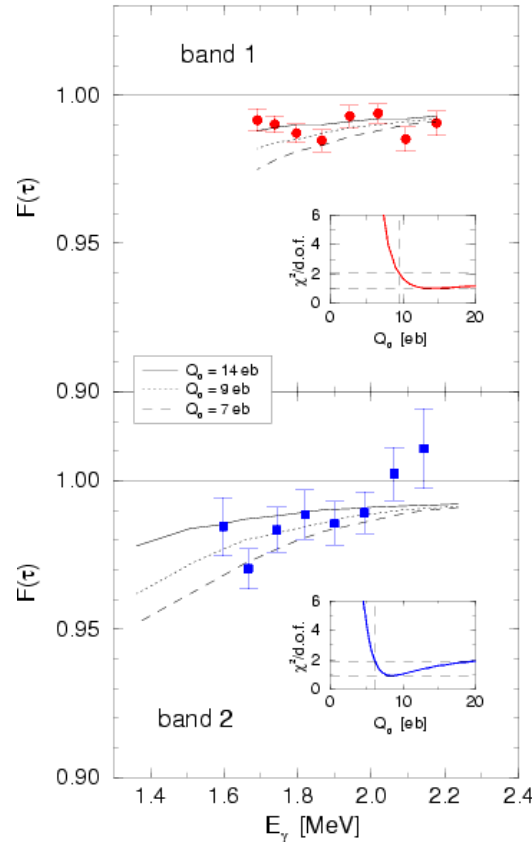 band 1
1.00
0.95
0.90
F(τ)
6
4
2
0
χ²/d.o.f.
0 10 20
Q₀ [eb]
Q₀ = 14 eb
Q₀ = 9 eb
Q₀ = 7 eb
1.00
0.95
0.90
F(τ)
6
4
2
0
χ²/d.o.f.
0 10 20
Q₀ [eb]
band 2
1.4 1.6 1.8 2.0 2.2 2.4
Eγ [MeV]